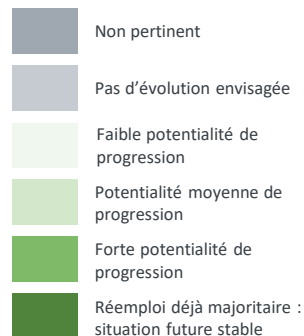 Non pertinent
Pas d’évolution envisagée
Faible potentialité de
progression
Potentialité moyenne de
progression
Forte potentialité de
progression
Réemploi déjà majoritaire :
situation future stable